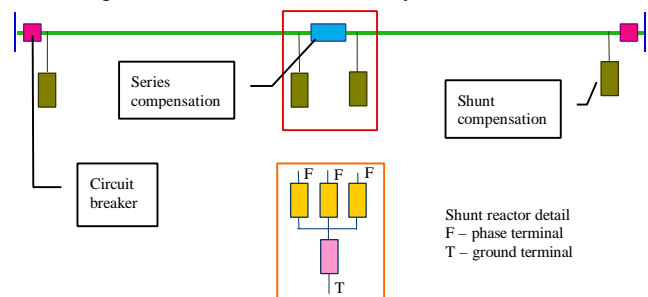 Series
compensation
Shunt
compensation
Circuit
breaker
F
F
F
T
Shunt reactor detail
F – phase terminal
T – ground terminal